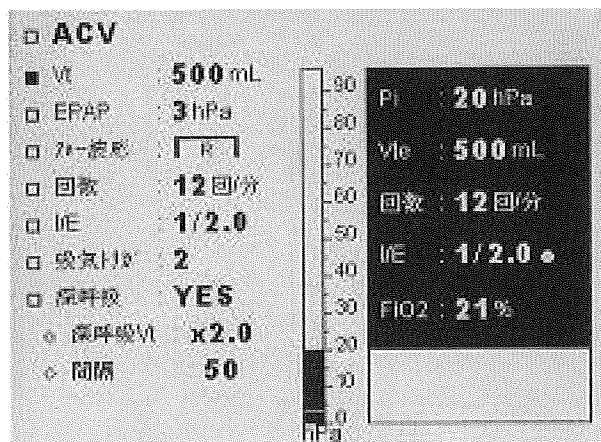 ACV
Vt : 500 mL
EPAP : 3 hPa
フロー波形 : R
回数 : 12 回/分
I/E : 1/2.0
吸気トリガ : 2
深呼吸 : YES
深呼吸Vt x2.0
間隔 50
90
80
70
60
50
40
30
20
10
0
hPa
Pi : 20 hPa
Vte : 500 mL
回数 : 12 回/分
I/E : 1/2.0
FIO2 : 21 %